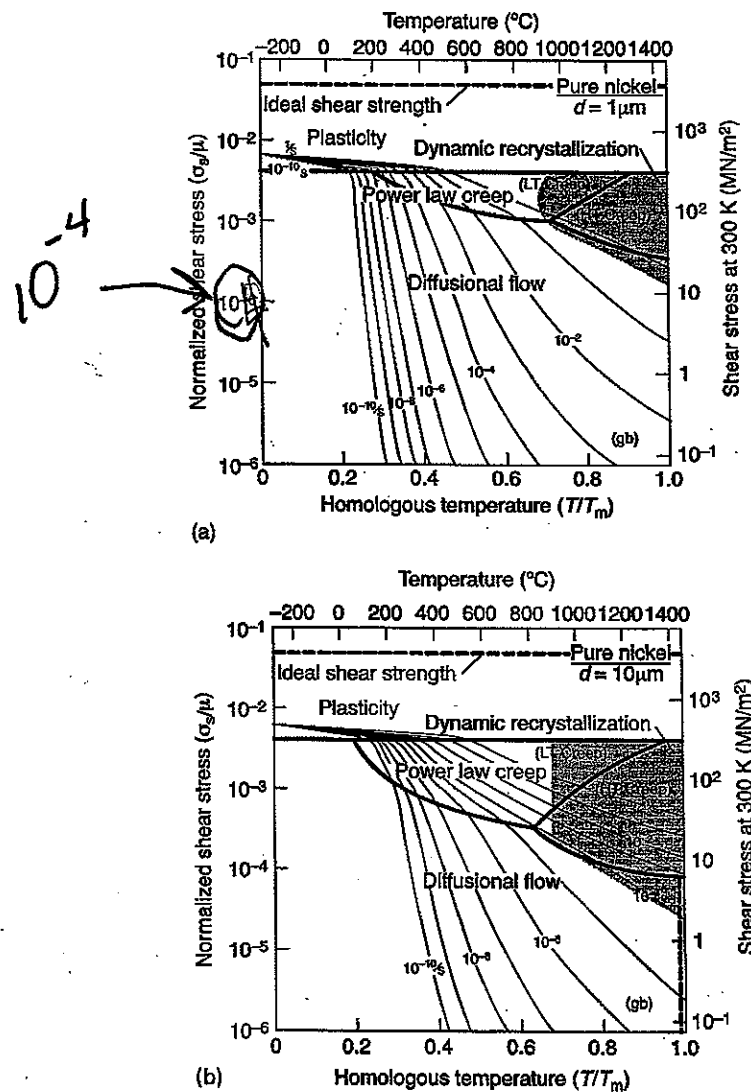 Temperature (°C)
−200 0 200 400 600 800 1000 1200 1400
10⁻¹
Pure nickel
d = 1μm
Ideal shear strength
10³
10⁻²
Plasticity
Dynamic recrystallization
10⁻¹⁰/s
Power law creep
10²
10⁻³
10⁻⁴
Diffusional flow
10
10⁻²
10⁻⁵
10⁻⁴
1
10⁻⁶
10⁻⁸
10⁻¹⁰/s
(gb)
10⁻⁶
10⁻¹
0 0.2 0.4 0.6 0.8 1.0
Normalized shear stress (σₛ/μ)
Shear stress at 300 K (MN/m²)
Homologous temperature (T/Tₘ)
(a)
Temperature (°C)
−200 0 200 400 600 800 1000 1200 1400
10⁻¹
Pure nickel
d = 10μm
Ideal shear strength
10³
10⁻²
Plasticity
Dynamic recrystallization
(LT Creep)
Power law creep
10²
10⁻³
10⁻⁴
10
Diffusional flow
10⁻⁵
10⁻¹⁰/s
1
(gb)
10⁻⁶
10⁻¹
0 0.2 0.4 0.6 0.8 1.0
Normalized shear stress (σₛ/μ)
Shear stress at 300 K (MN/m²)
Homologous temperature (T/Tₘ)
(b)